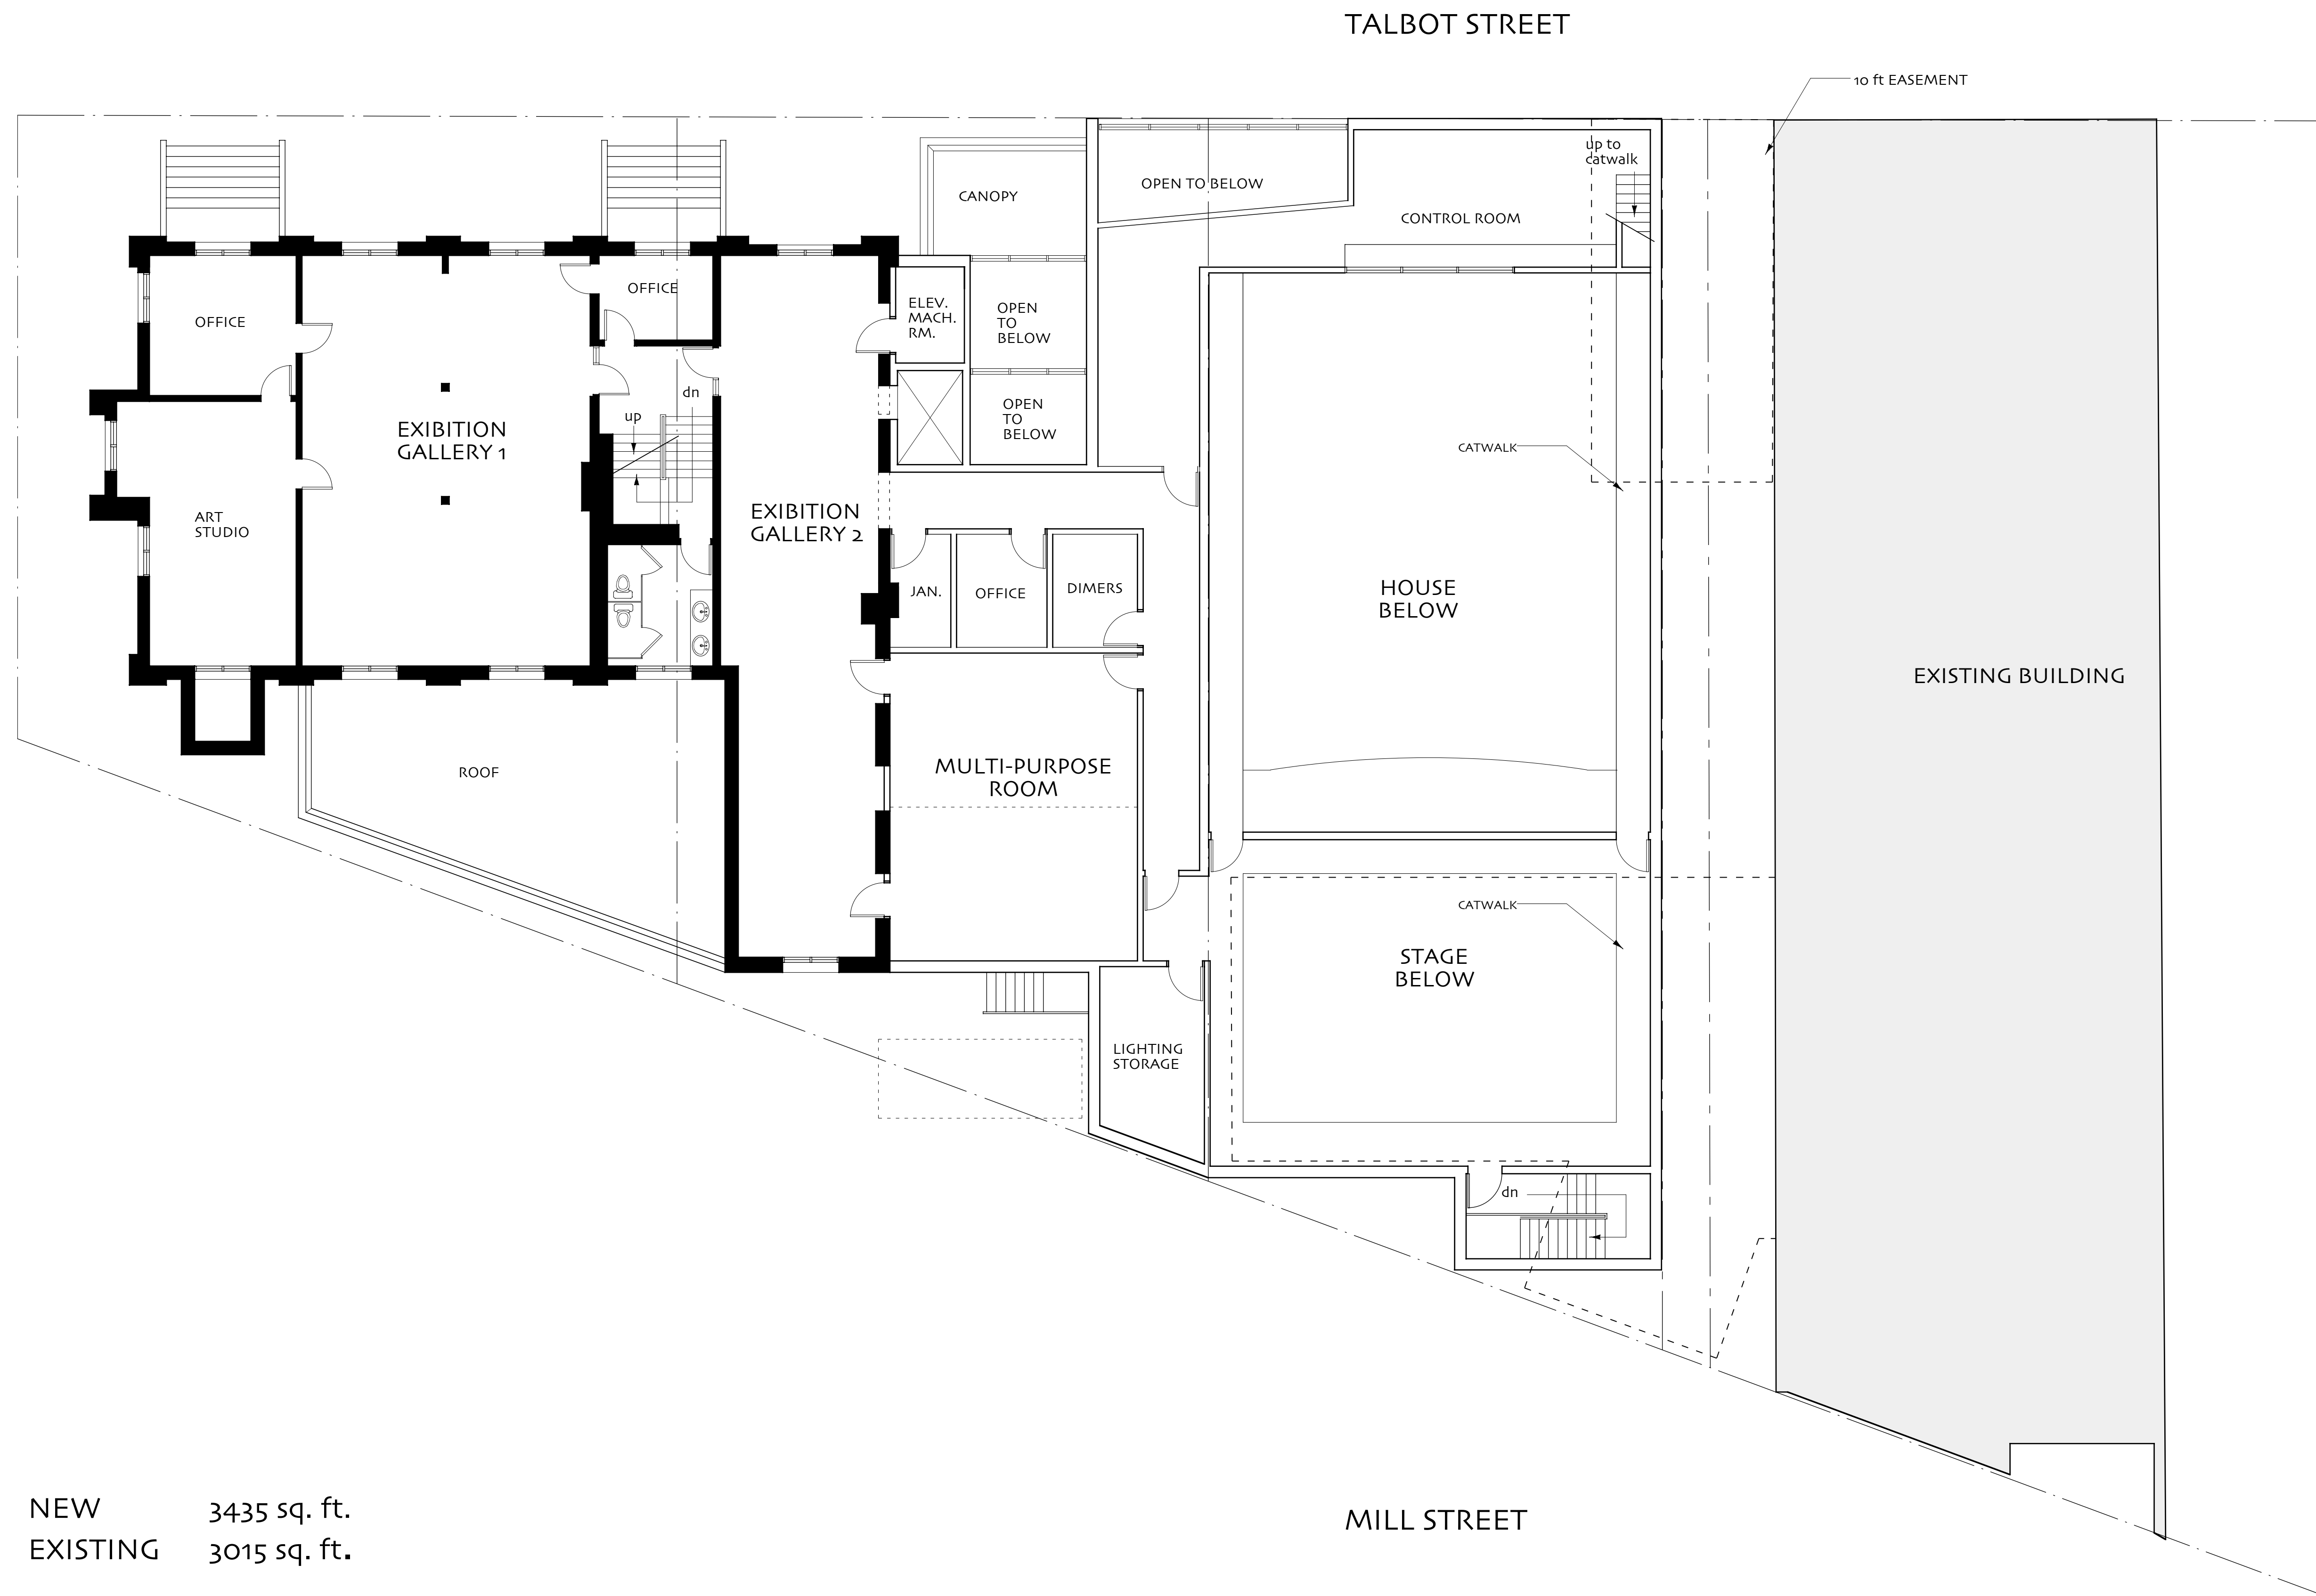 TALBOT STREET
10 ft EASEMENT
up to
catwalk
OPEN TO BELOW
CANOPY
CONTROL ROOM
OFFICE
OFFICE
ELEV.
MACH.
RM.
OPEN
TO
BELOW
dn
up
OPEN
TO
BELOW
EXIBITION
GALLERY 1
CATWALK
ART
STUDIO
EXIBITION
GALLERY 2
JAN.
OFFICE
DIMERS
HOUSE
BELOW
EXISTING BUILDING
ROOF
MULTI-PURPOSE
ROOM
CATWALK
STAGE
BELOW
LIGHTING
STORAGE
dn
NEW 3435 sq. ft.
EXISTING 3015 sq. ft.
MILL STREET